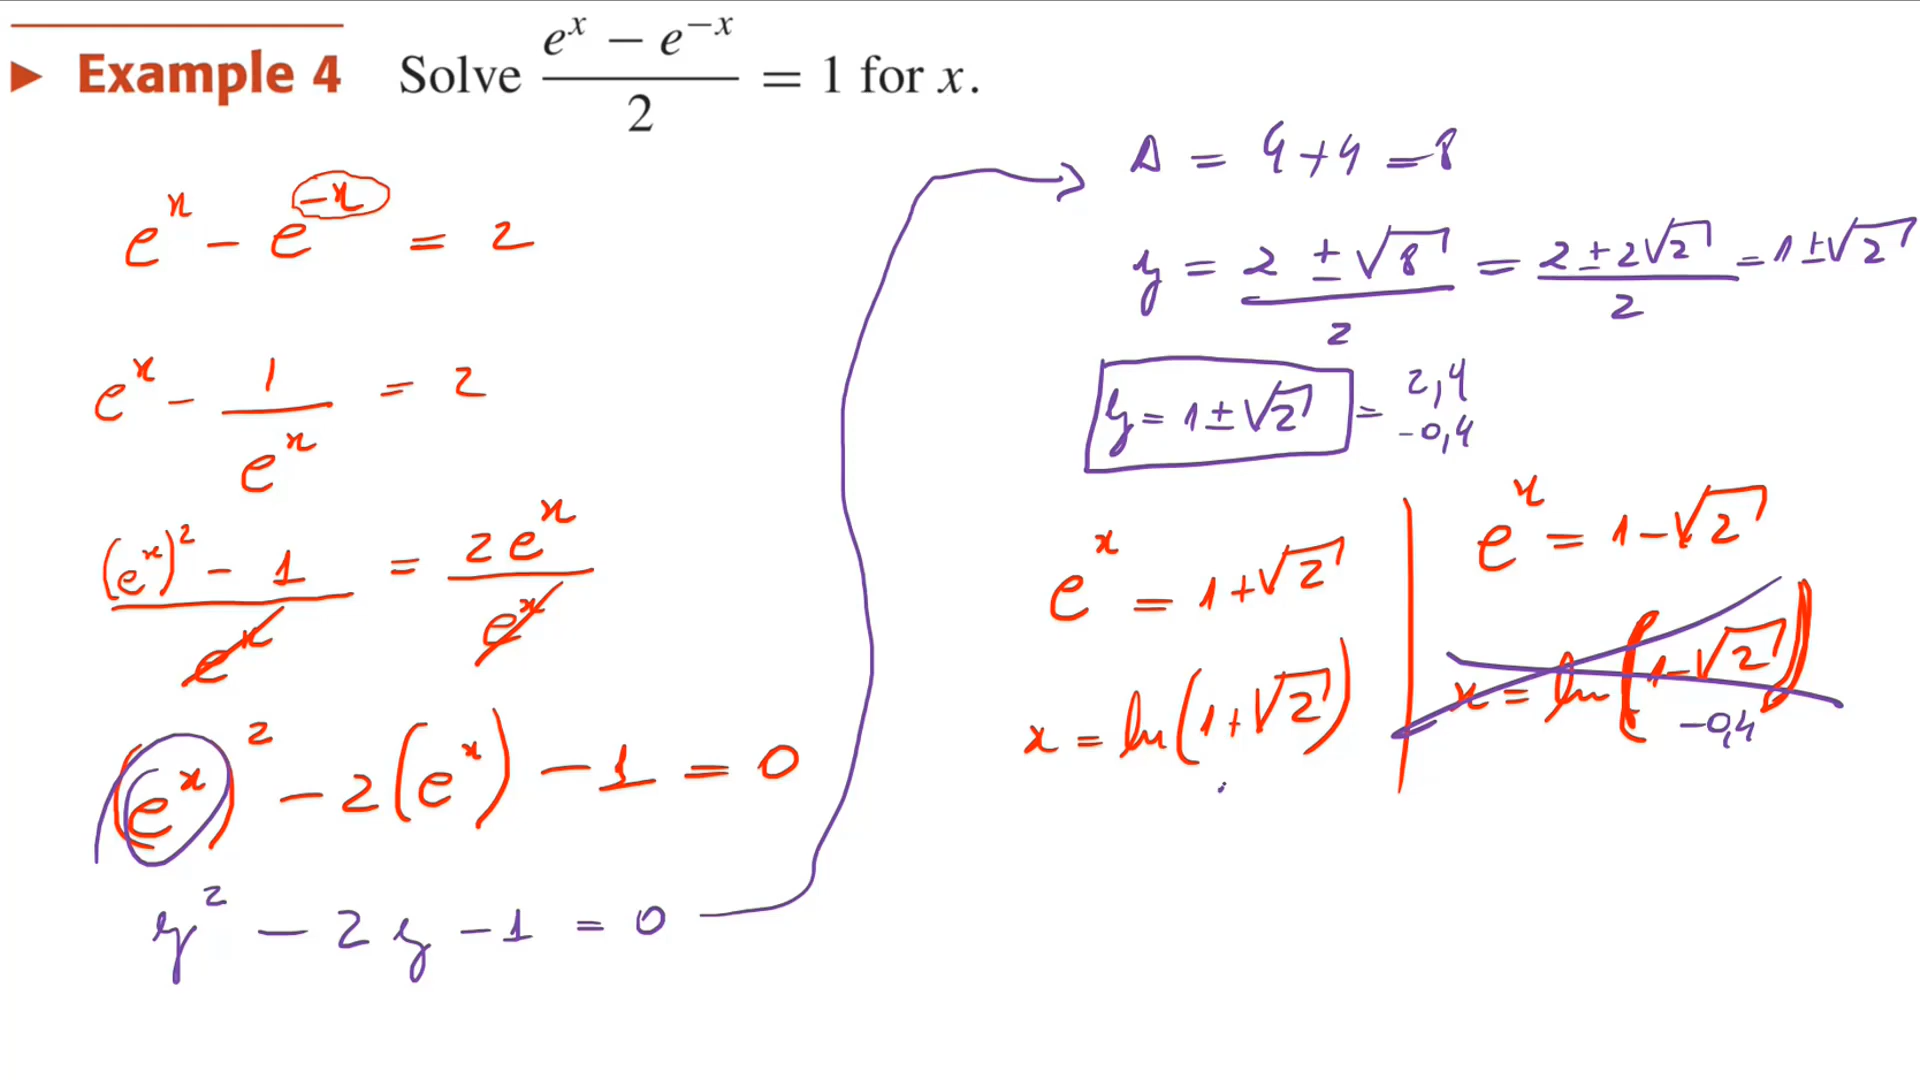 ▶ Example 4 Solve (e^x − e^−x)/2 = 1 for x.
e^x − e^−x = 2
e^x − 1/e^x = 2
((e^x)^2 − 1)/e^x = 2e^x/e^x
(e^x)^2 − 2(e^x) − 1 = 0
y^2 − 2y − 1 = 0
Δ = 4+4 = 8
y = (2 ± √8)/2 = (2 ± 2√2)/2 = 1 ± √2
y = 1 ± √2 = 2,4
-0,4
e^x = 1+√2
x = ln(1+√2)
e^x = 1−√2
x = ln(1−√2)
-0,4